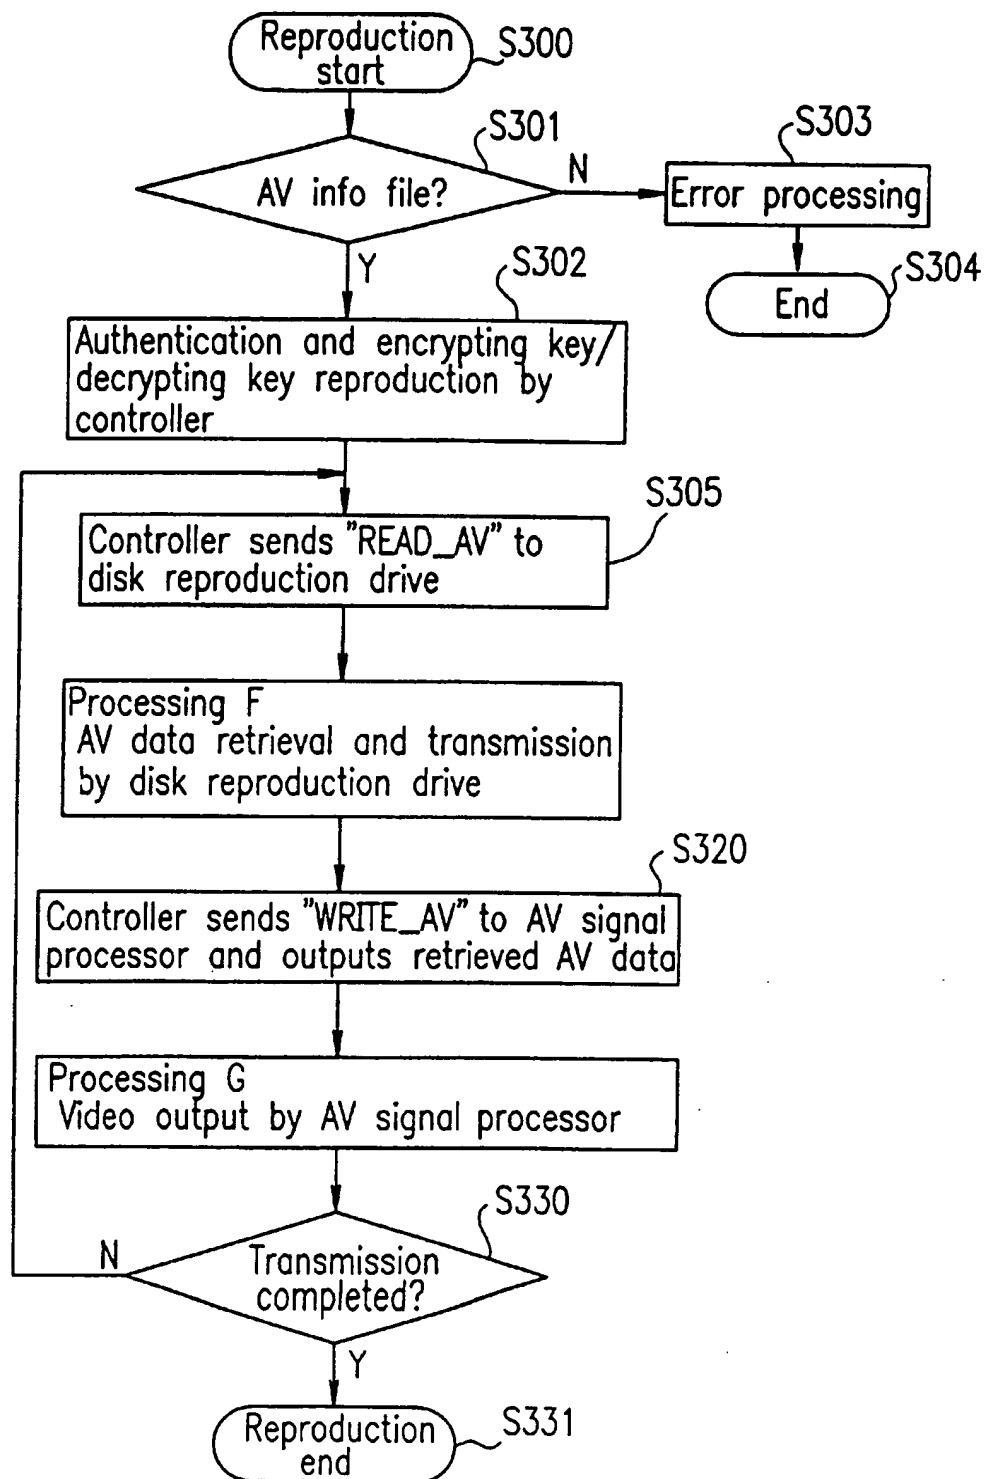 Reproduction
start
S300
S301
AV info file?
N
S303
Error processing
S304
End
Y
S302
Authentication and encrypting key/
decrypting key reproduction by
controller
S305
Controller sends "READ_AV" to
disk reproduction drive
Processing F
AV data retrieval and transmission
by disk reproduction drive
S320
Controller sends "WRITE_AV" to AV signal
processor and outputs retrieved AV data
Processing G
Video output by AV signal processor
S330
N
Transmission
completed?
Y
Reproduction
end
S331